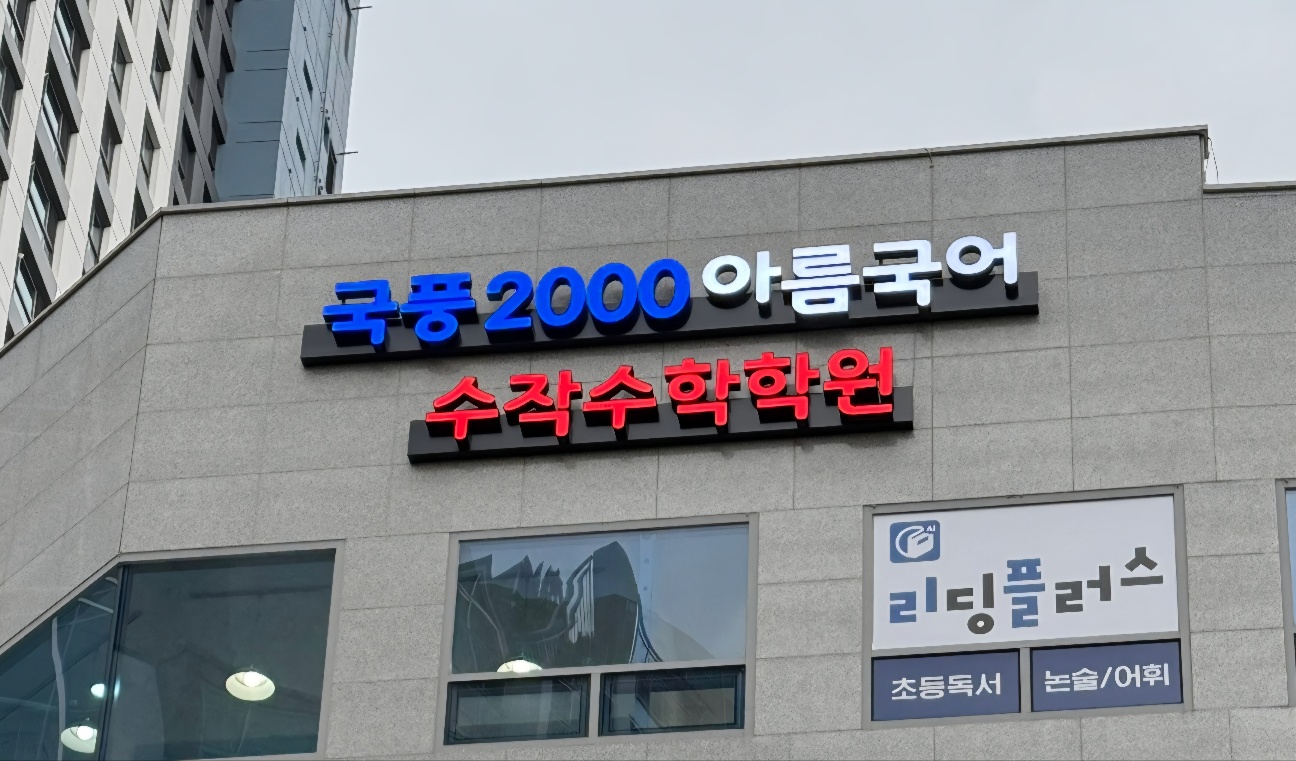 국풍2000 아름국어
수작수학학원
AI
리딩플러스
초등독서
논술/어휘